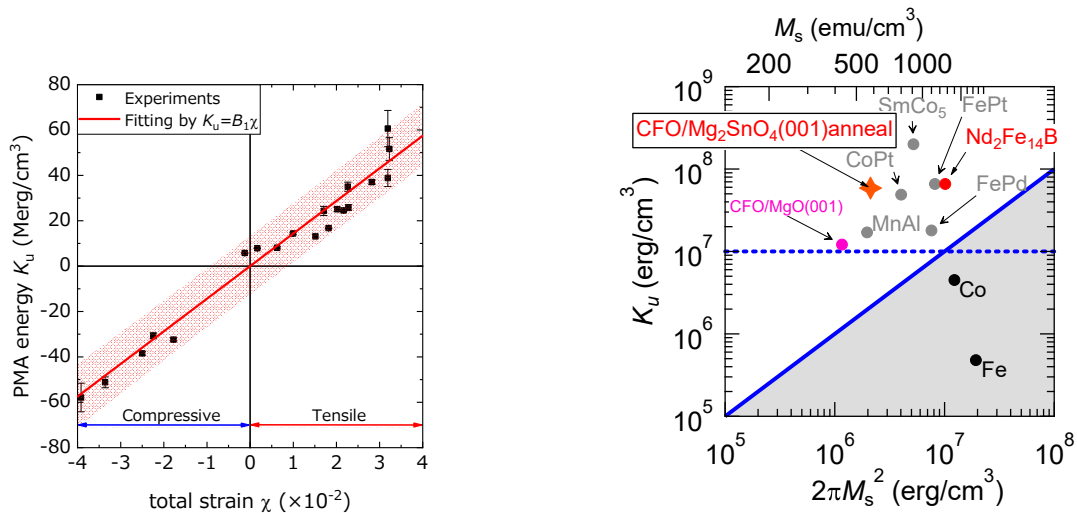 80
60
40
20
0
-20
-40
-60
-80
PMA energy Kᵤ (Merg/cm³)
Experiments
Fitting by Kᵤ=B₁χ
Compressive
Tensile
-4 -3 -2 -1 0 1 2 3 4
total strain χ (×10⁻²)
Mₛ (emu/cm³)
200 500 1000
10⁹
10⁸
10⁷
10⁶
10⁵
Kᵤ (erg/cm³)
SmCo₅
FePt
CFO/Mg₂SnO₄(001)anneal
Nd₂Fe₁₄B
CoPt
FePd
CFO/MgO(001)
MnAl
Co
Fe
10⁵ 10⁶ 10⁷ 10⁸
2πMₛ² (erg/cm³)